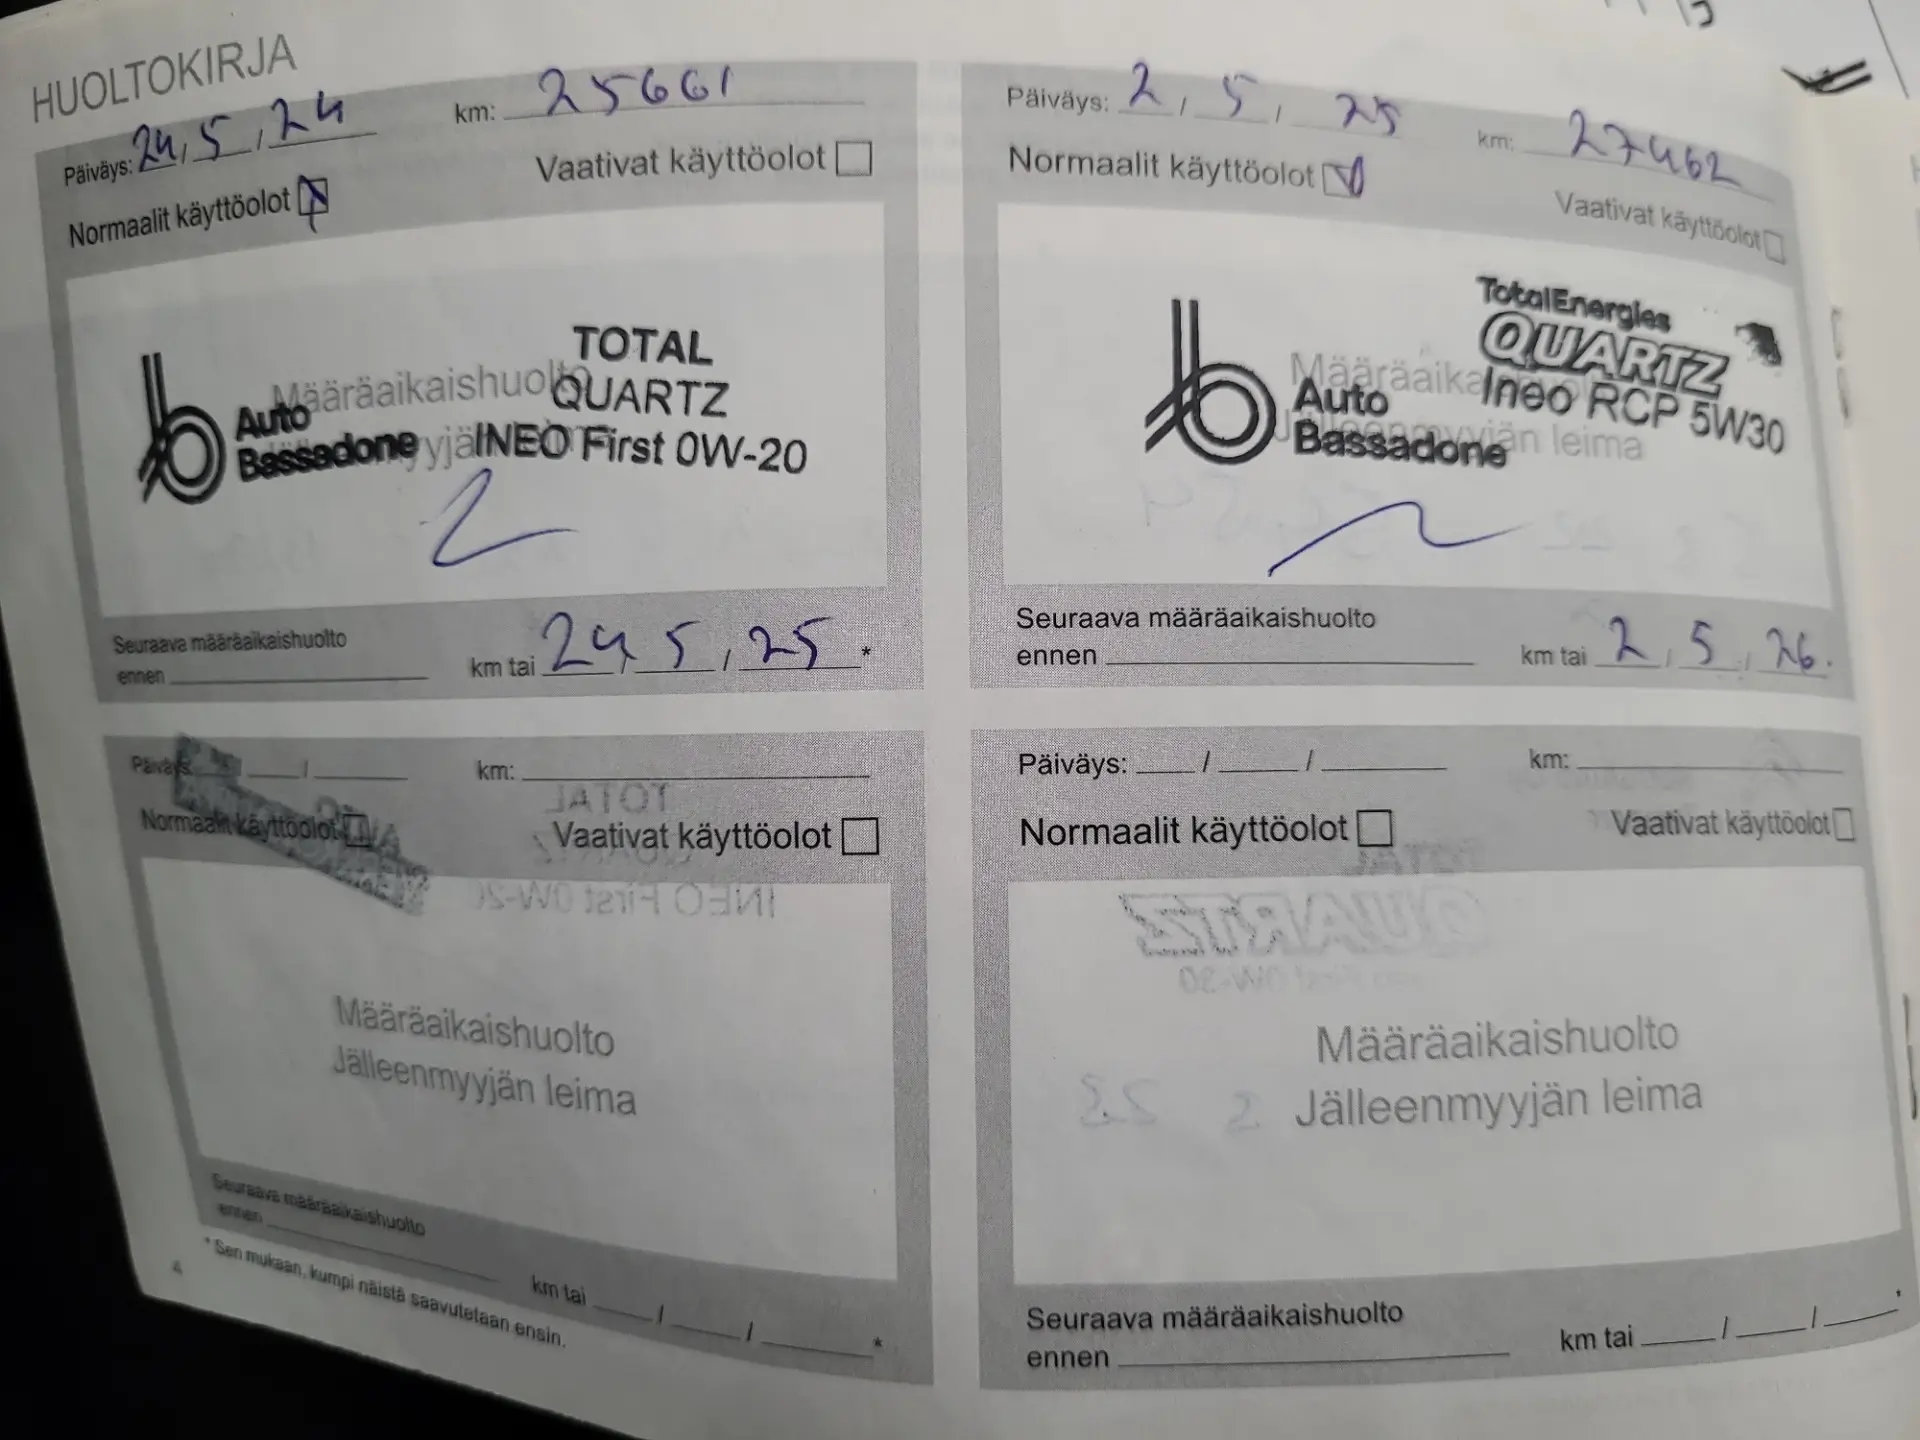 HUOLTOKIRJA
Päiväys: 24, 5, 24 km: 25661
Normaalit käyttöolot Vaativat käyttöolot
Määräaikaishuolto
TOTAL
QUARTZ
INEO First 0W-20
Auto
Bassadone
Seuraava määräaikaishuolto
ennen km tai 24, 5, 25 *
Päiväys: 2, 5, 25 km: 27462
Normaalit käyttöolot Vaativat käyttöolot
TotalEnergies
QUARTZ
Ineo RCP 5W30
Auto
Bassadone
Jälleenmyyjän leima
Seuraava määräaikaishuolto
ennen km tai 2, 5, 26.
Päiväys: / / km:
Normaalit käyttöolot Vaativat käyttöolot
Määräaikaishuolto
Jälleenmyyjän leima
Seuraava määräaikaishuolto
ennen km tai / / *
Päiväys: / / km:
Normaalit käyttöolot Vaativat käyttöolot
Määräaikaishuolto
Jälleenmyyjän leima
Seuraava määräaikaishuolto
ennen km tai / / *
* Sen mukaan, kumpi näistä saavutetaan ensin.
4